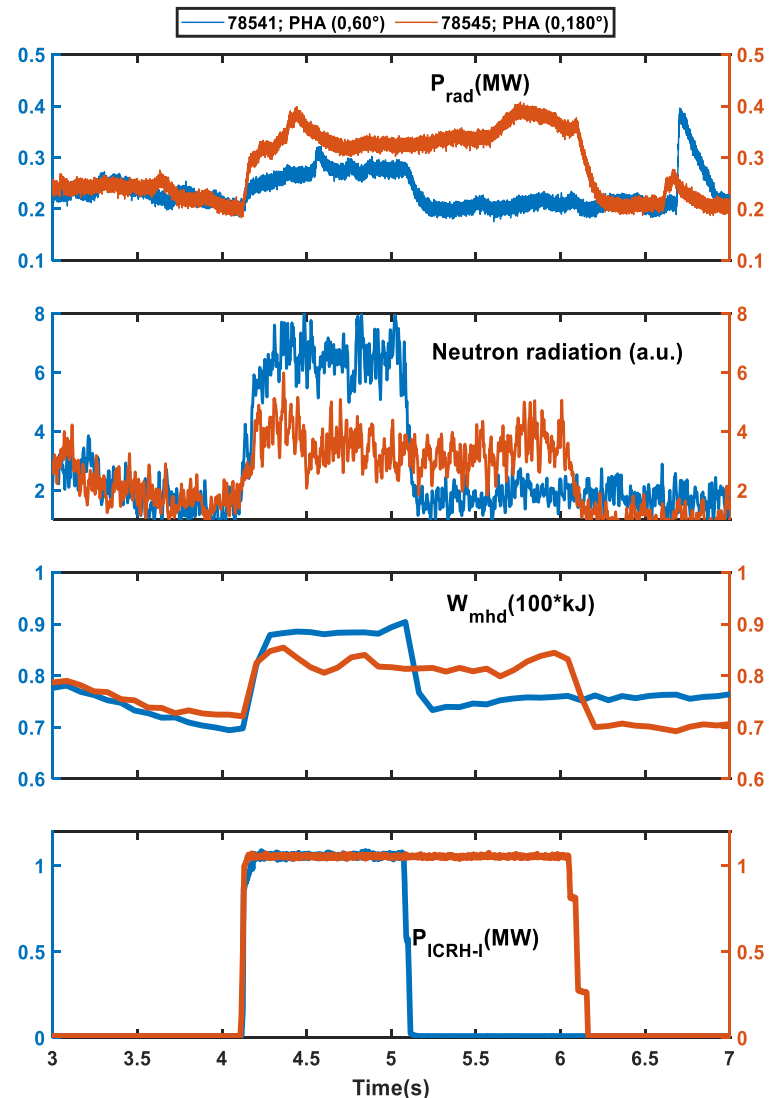 78541; PHA (0,60°) 78545; PHA (0,180°)
P_rad(MW)
0.5 0.5
0.4 0.4
0.3 0.3
0.2 0.2
0.1 0.1
Neutron radiation (a.u.)
8 8
6 6
4 4
2 2
W_mhd(100*kJ)
1 1
0.9 0.9
0.8 0.8
0.7 0.7
0.6 0.6
P_ICRH-I(MW)
1 1
0.5 0.5
0 0
3 3.5 4 4.5 5 5.5 6 6.5 7
Time(s)